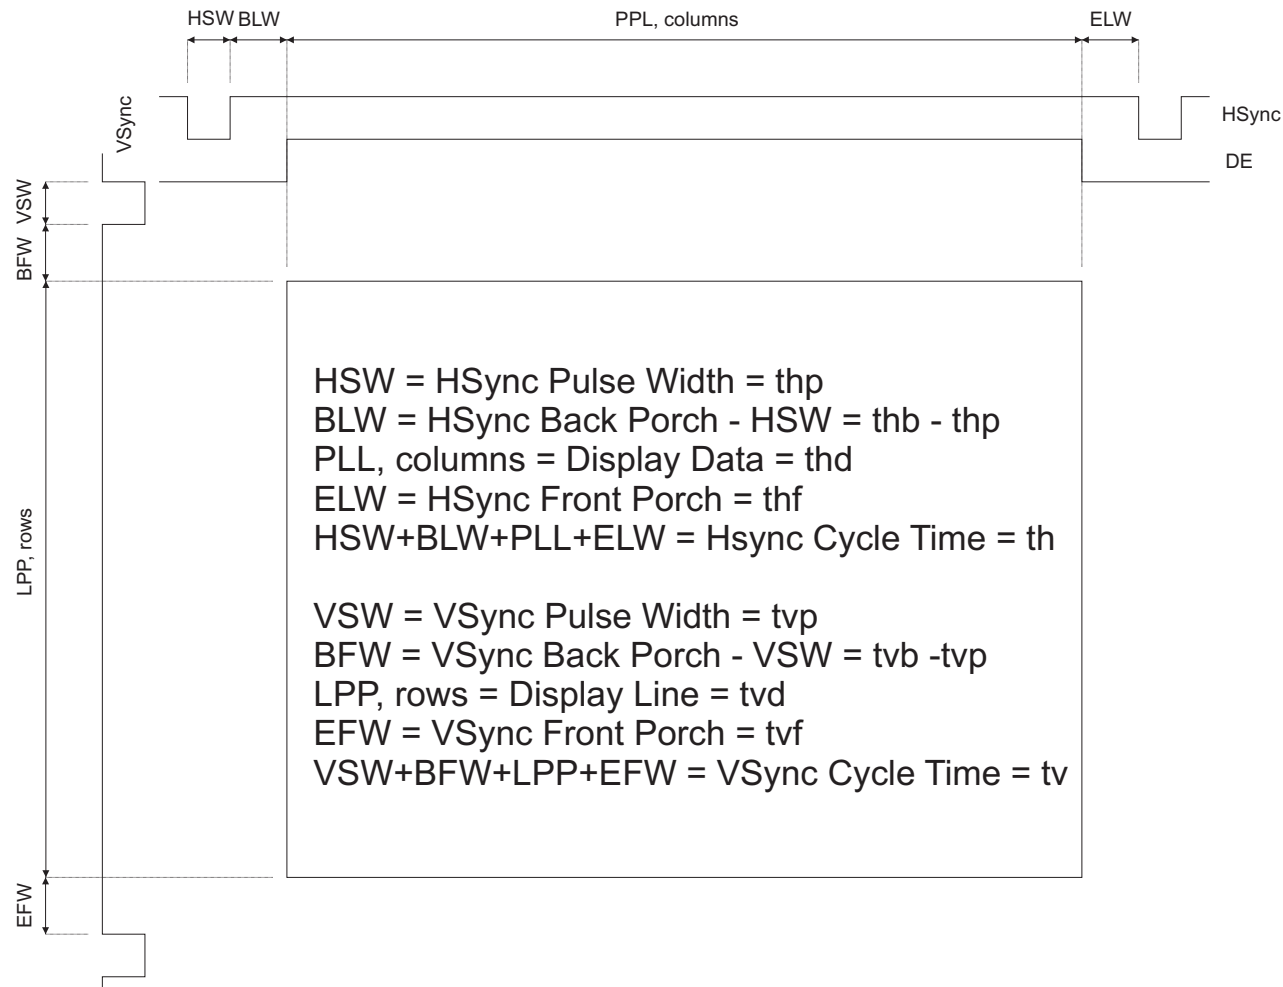 HSW BLW PPL, columns ELW
VSync
HSync
DE
VSW
BFW
LPP, rows
EFW
HSW = HSync Pulse Width = thp
BLW = HSync Back Porch - HSW = thb - thp
PLL, columns = Display Data = thd
ELW = HSync Front Porch = thf
HSW+BLW+PLL+ELW = Hsync Cycle Time = th
VSW = VSync Pulse Width = tvp
BFW = VSync Back Porch - VSW = tvb -tvp
LPP, rows = Display Line = tvd
EFW = VSync Front Porch = tvf
VSW+BFW+LPP+EFW = VSync Cycle Time = tv